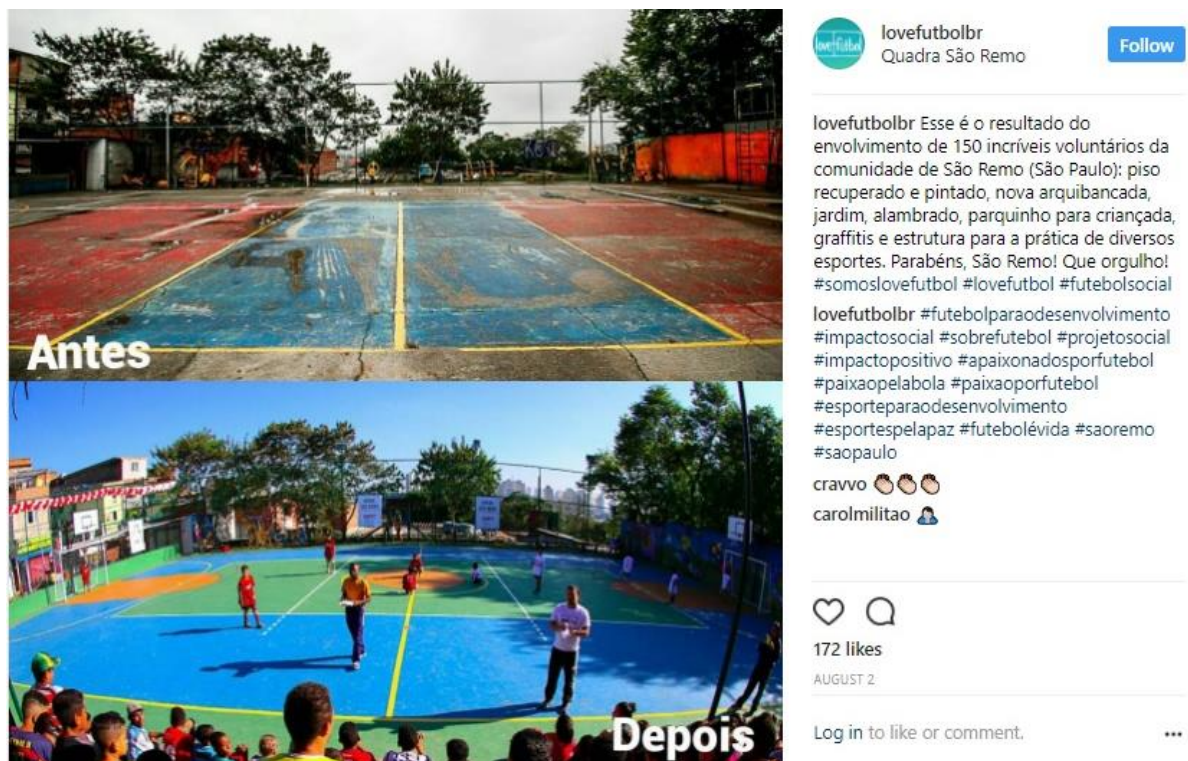 Antes
Depois
love.fútbol
lovefutbolbr
Quadra São Remo
Follow
lovefutbolbr Esse é o resultado do
envolvimento de 150 incríveis voluntários da
comunidade de São Remo (São Paulo): piso
recuperado e pintado, nova arquibancada,
jardim, alambrado, parquinho para criançada,
graffitis e estrutura para a prática de diversos
esportes. Parabéns, São Remo! Que orgulho!
#somoslovefutbol #lovefutbol #futebolsocial
lovefutbolbr #futebolparaodesenvolvimento
#impactosocial #sobrefutebol #projetosocial
#impactopositivo #apaixonadosporfutebol
#paixaopelabola #paixaoporfutebol
#esporteparaodesenvolvimento
#esportespelapaz #futebolévida #saoremo
#saopaulo
cravvo 👏🏻👏🏻👏🏻
carolmilitao
172 likes
AUGUST 2
Log in to like or comment.